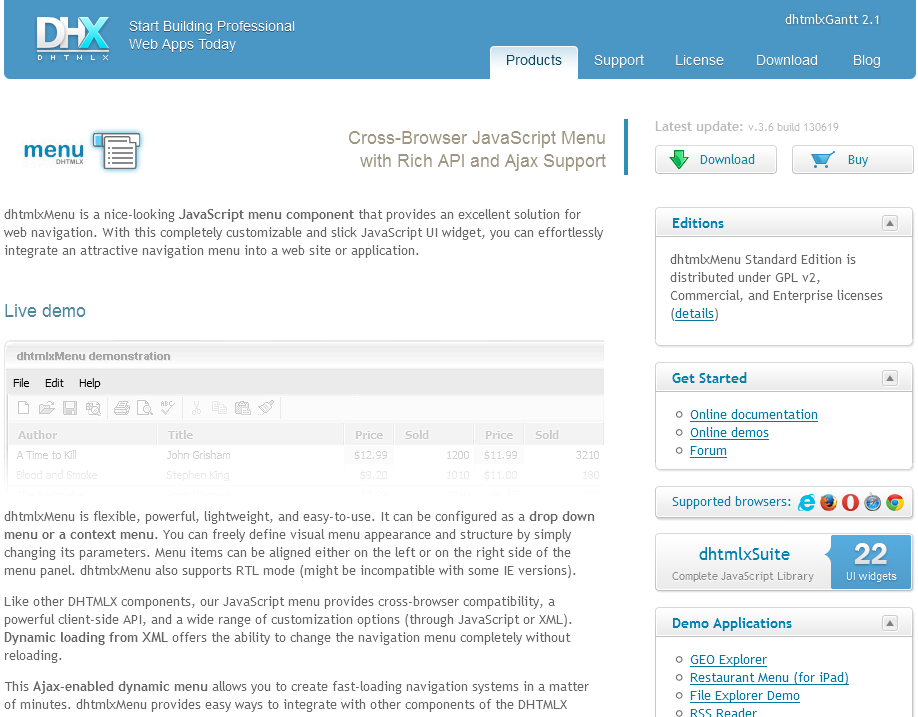 DHX
DHTMLX
Start Building Professional
Web Apps Today
dhtmlxGantt 2.1
Products Support License Download Blog
menu
DHTMLX
Cross-Browser JavaScript Menu
with Rich API and Ajax Support
Latest update: v.3.6 build 130619
Download Buy
dhtmlxMenu is a nice-looking JavaScript menu component that provides an excellent solution for
web navigation. With this completely customizable and slick JavaScript UI widget, you can effortlessly
integrate an attractive navigation menu into a web site or application.
Live demo
dhtmlxMenu demonstration
File Edit Help
Author Title Price Sold Price Sold
A Time to Kill John Grisham $12.99 1200 $11.99 3210
Blood and Smoke Stephen King $9.20 1010 $11.00 180
dhtmlxMenu is flexible, powerful, lightweight, and easy-to-use. It can be configured as a drop down
menu or a context menu. You can freely define visual menu appearance and structure by simply
changing its parameters. Menu items can be aligned either on the left or on the right side of the
menu panel. dhtmlxMenu also supports RTL mode (might be incompatible with some IE versions).
Like other DHTMLX components, our JavaScript menu provides cross-browser compatibility, a
powerful client-side API, and a wide range of customization options (through JavaScript or XML).
Dynamic loading from XML offers the ability to change the navigation menu completely without
reloading.
This Ajax-enabled dynamic menu allows you to create fast-loading navigation systems in a matter
of minutes. dhtmlxMenu provides easy ways to integrate with other components of the DHTMLX
Editions
dhtmlxMenu Standard Edition is
distributed under GPL v2,
Commercial, and Enterprise licenses
(details)
Get Started
Online documentation
Online demos
Forum
Supported browsers:
dhtmlxSuite
Complete JavaScript Library
22
UI widgets
Demo Applications
GEO Explorer
Restaurant Menu (for iPad)
File Explorer Demo
RSS Reader